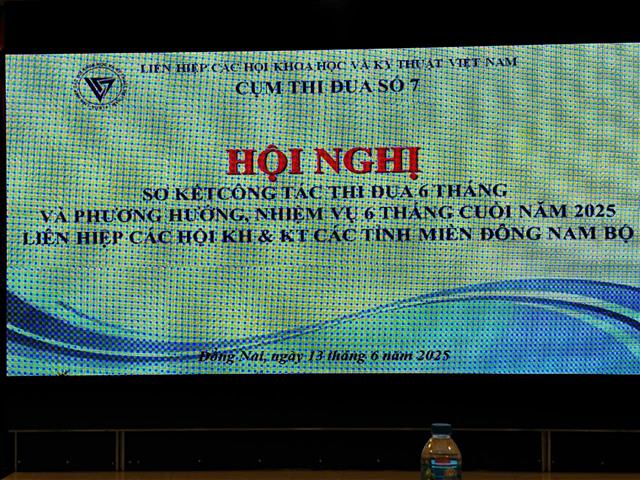 LIÊN HIỆP CÁC HỘI KHOA HỌC VÀ KỸ THUẬT VIỆT NAM
CỤM THI ĐUA SỐ 7
HỘI NGHỊ
SƠ KẾTCÔNG TÁC THI ĐUA 6 THÁNG
VÀ PHƯƠNG HƯỚNG, NHIỆM VỤ 6 THÁNG CUỐI NĂM 2025
LIÊN HIỆP CÁC HỘI KH & KT CÁC TỈNH MIỀN ĐÔNG NAM BỘ
Đồng Nai, ngày 13 tháng 6 năm 2025